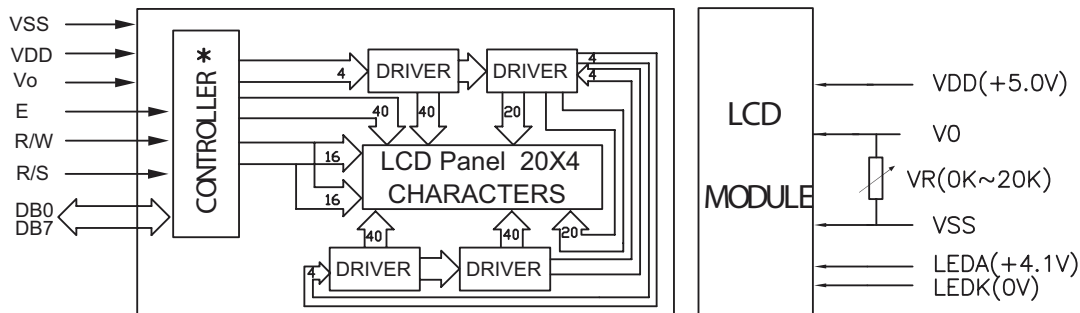 VSS
VDD
Vo
E
R/W
R/S
DB0
DB7
CONTROLLER *
4
DRIVER
DRIVER
4
4
40
40
20
16
16
LCD Panel 20X4
CHARACTERS
40
40
20
4
DRIVER
DRIVER
LCD
MODULE
VDD(+5.0V)
V0
VR(0K~20K)
VSS
LEDA(+4.1V)
LEDK(0V)